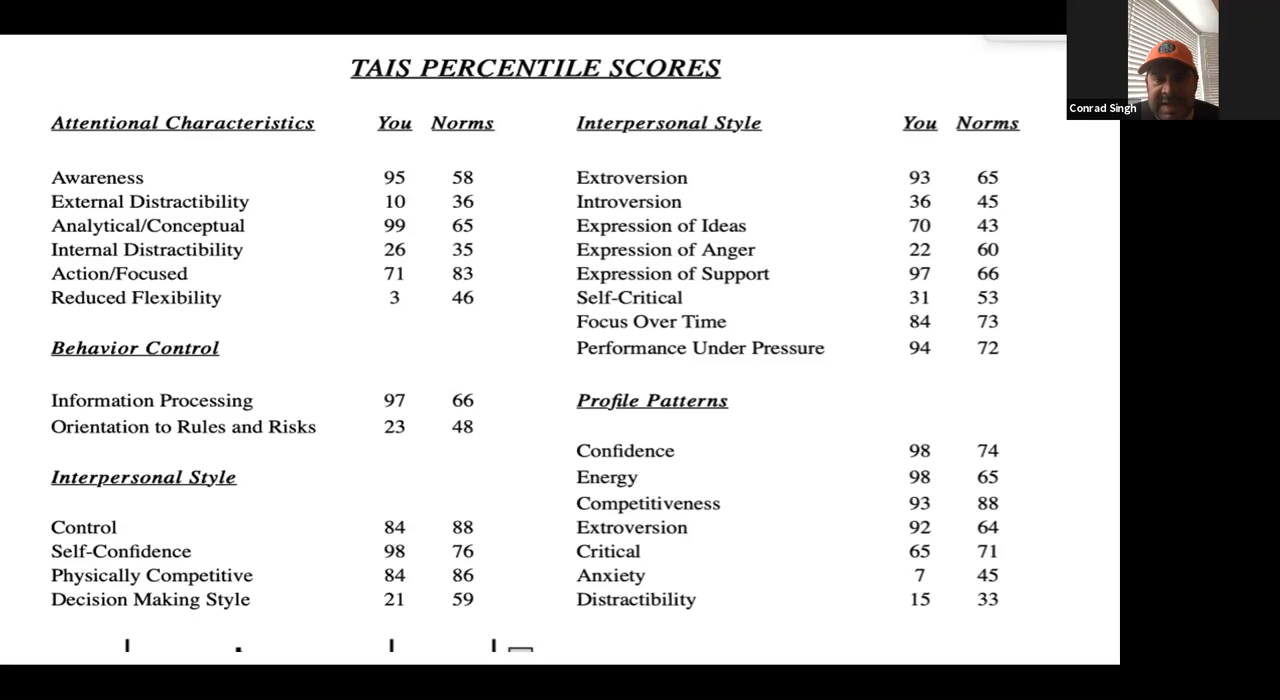 TAIS PERCENTILE SCORES
Conrad Singh
Attentional Characteristics You Norms
Awareness 95 58
External Distractibility 10 36
Analytical/Conceptual 99 65
Internal Distractibility 26 35
Action/Focused 71 83
Reduced Flexibility 3 46
Behavior Control
Information Processing 97 66
Orientation to Rules and Risks 23 48
Interpersonal Style
Control 84 88
Self-Confidence 98 76
Physically Competitive 84 86
Decision Making Style 21 59
Interpersonal Style You Norms
Extroversion 93 65
Introversion 36 45
Expression of Ideas 70 43
Expression of Anger 22 60
Expression of Support 97 66
Self-Critical 31 53
Focus Over Time 84 73
Performance Under Pressure 94 72
Profile Patterns
Confidence 98 74
Energy 98 65
Competitiveness 93 88
Extroversion 92 64
Critical 65 71
Anxiety 7 45
Distractibility 15 33